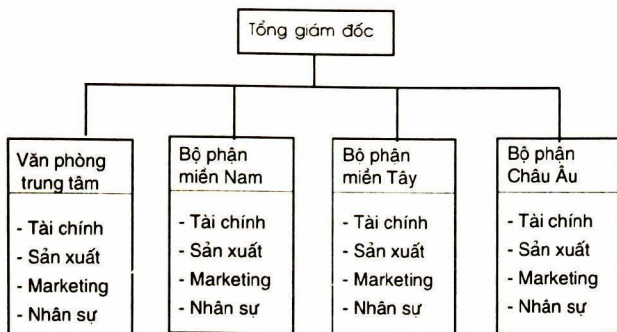 Tổng giám đốc
Văn phòng
trung tâm
- Tài chính
- Sản xuất
- Marketing
- Nhân sự
Bộ phận
miền Nam
- Tài chính
- Sản xuất
- Marketing
- Nhân sự
Bộ phận
miền Tây
- Tài chính
- Sản xuất
- Marketing
- Nhân sự
Bộ phận
Châu Âu
- Tài chính
- Sản xuất
- Marketing
- Nhân sự